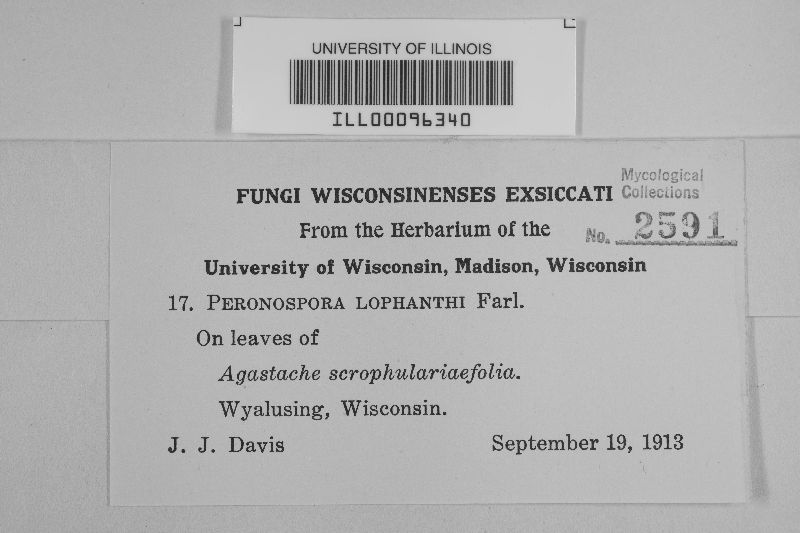 UNIVERSITY OF ILLINOIS
ILL00096340
FUNGI WISCONSINENSES EXSICCATI
Mycological
Collections
From the Herbarium of the
No. 2591
University of Wisconsin, Madison, Wisconsin
17. PERONOSPORA LOPHANTHI Farl.
On leaves of
Agastache scrophulariaefolia.
Wyalusing, Wisconsin.
J. J. Davis September 19, 1913